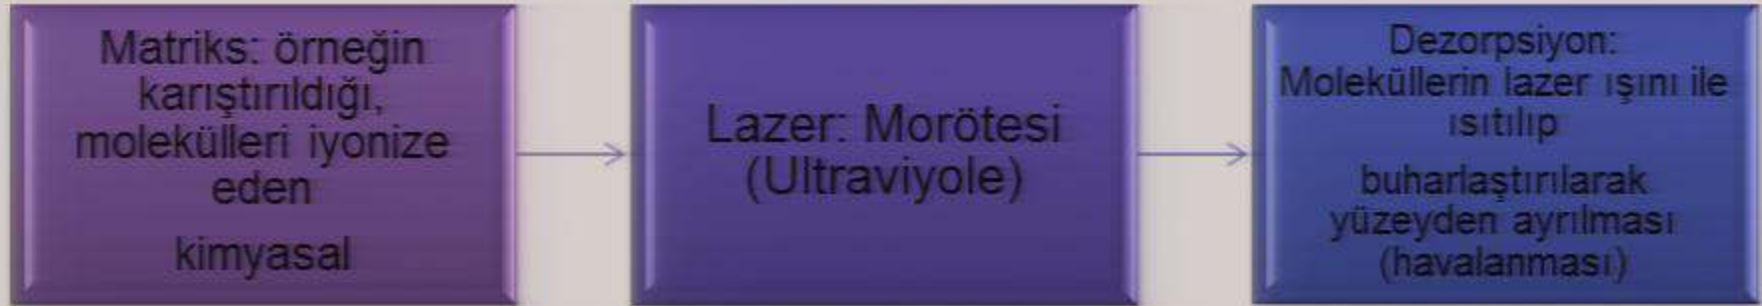 Matriks: örneğin
karıştırıldığı,
molekülleri iyonize
eden
kimyasal
Lazer: Morötesi
(Ultraviyole)
Dezorpsiyon:
Moleküllerin lazer ışını ile
ısıtılıp
buharlaştırılarak
yüzeyden ayrılması
(havalanması)